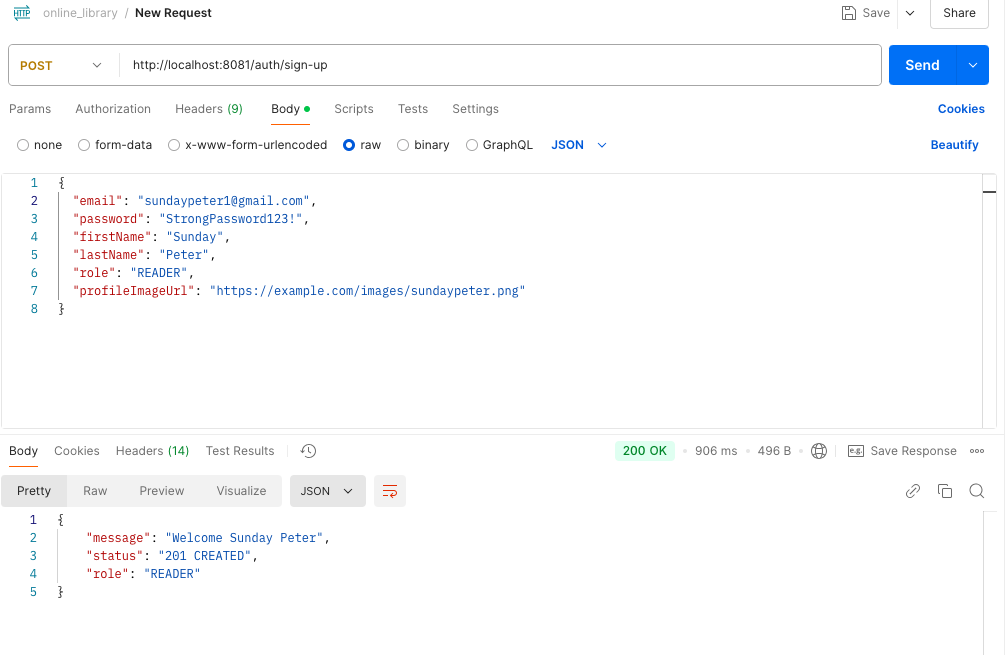 HTTP online_library / New Request Save Share
POST http://localhost:8081/auth/sign-up Send
Params Authorization Headers (9) Body Scripts Tests Settings Cookies
none form-data x-www-form-urlencoded raw binary GraphQL JSON Beautify
1 {
2 "email": "sundaypeter1@gmail.com",
3 "password": "StrongPassword123!",
4 "firstName": "Sunday",
5 "lastName": "Peter",
6 "role": "READER",
7 "profileImageUrl": "https://example.com/images/sundaypeter.png"
8 }
Body Cookies Headers (14) Test Results 200 OK 906 ms 496 B e.g. Save Response
Pretty Raw Preview Visualize JSON
1 {
2 "message": "Welcome Sunday Peter",
3 "status": "201 CREATED",
4 "role": "READER"
5 }